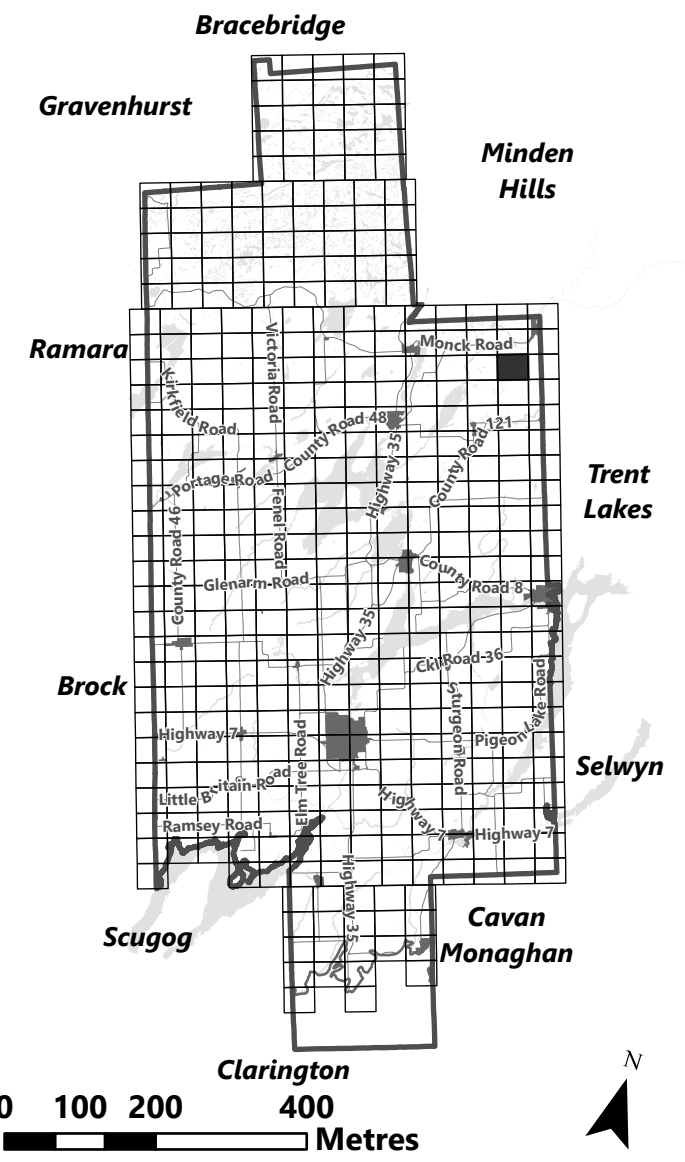 Bracebridge
Gravenhurst
Minden
Hills
Ramara
Monck Road
Victoria Road
Kirkfield Road
County Road 48
Highway 35
County Road 121
Portage Road
Trent
Lakes
County Road 46
Fenel Road
Glenarm Road
County Road 8
Highway 35
Ckl Road 36
Brock
Sturgeon Road
Pigeon Lake Road
Highway 7
Elm Tree Road
Selwyn
Little Britain Road
Highway 7
Highway 7
Ramsey Road
Highway 35
Scugog
Cavan
Monaghan
Clarington
N
0 100 200 400
Metres